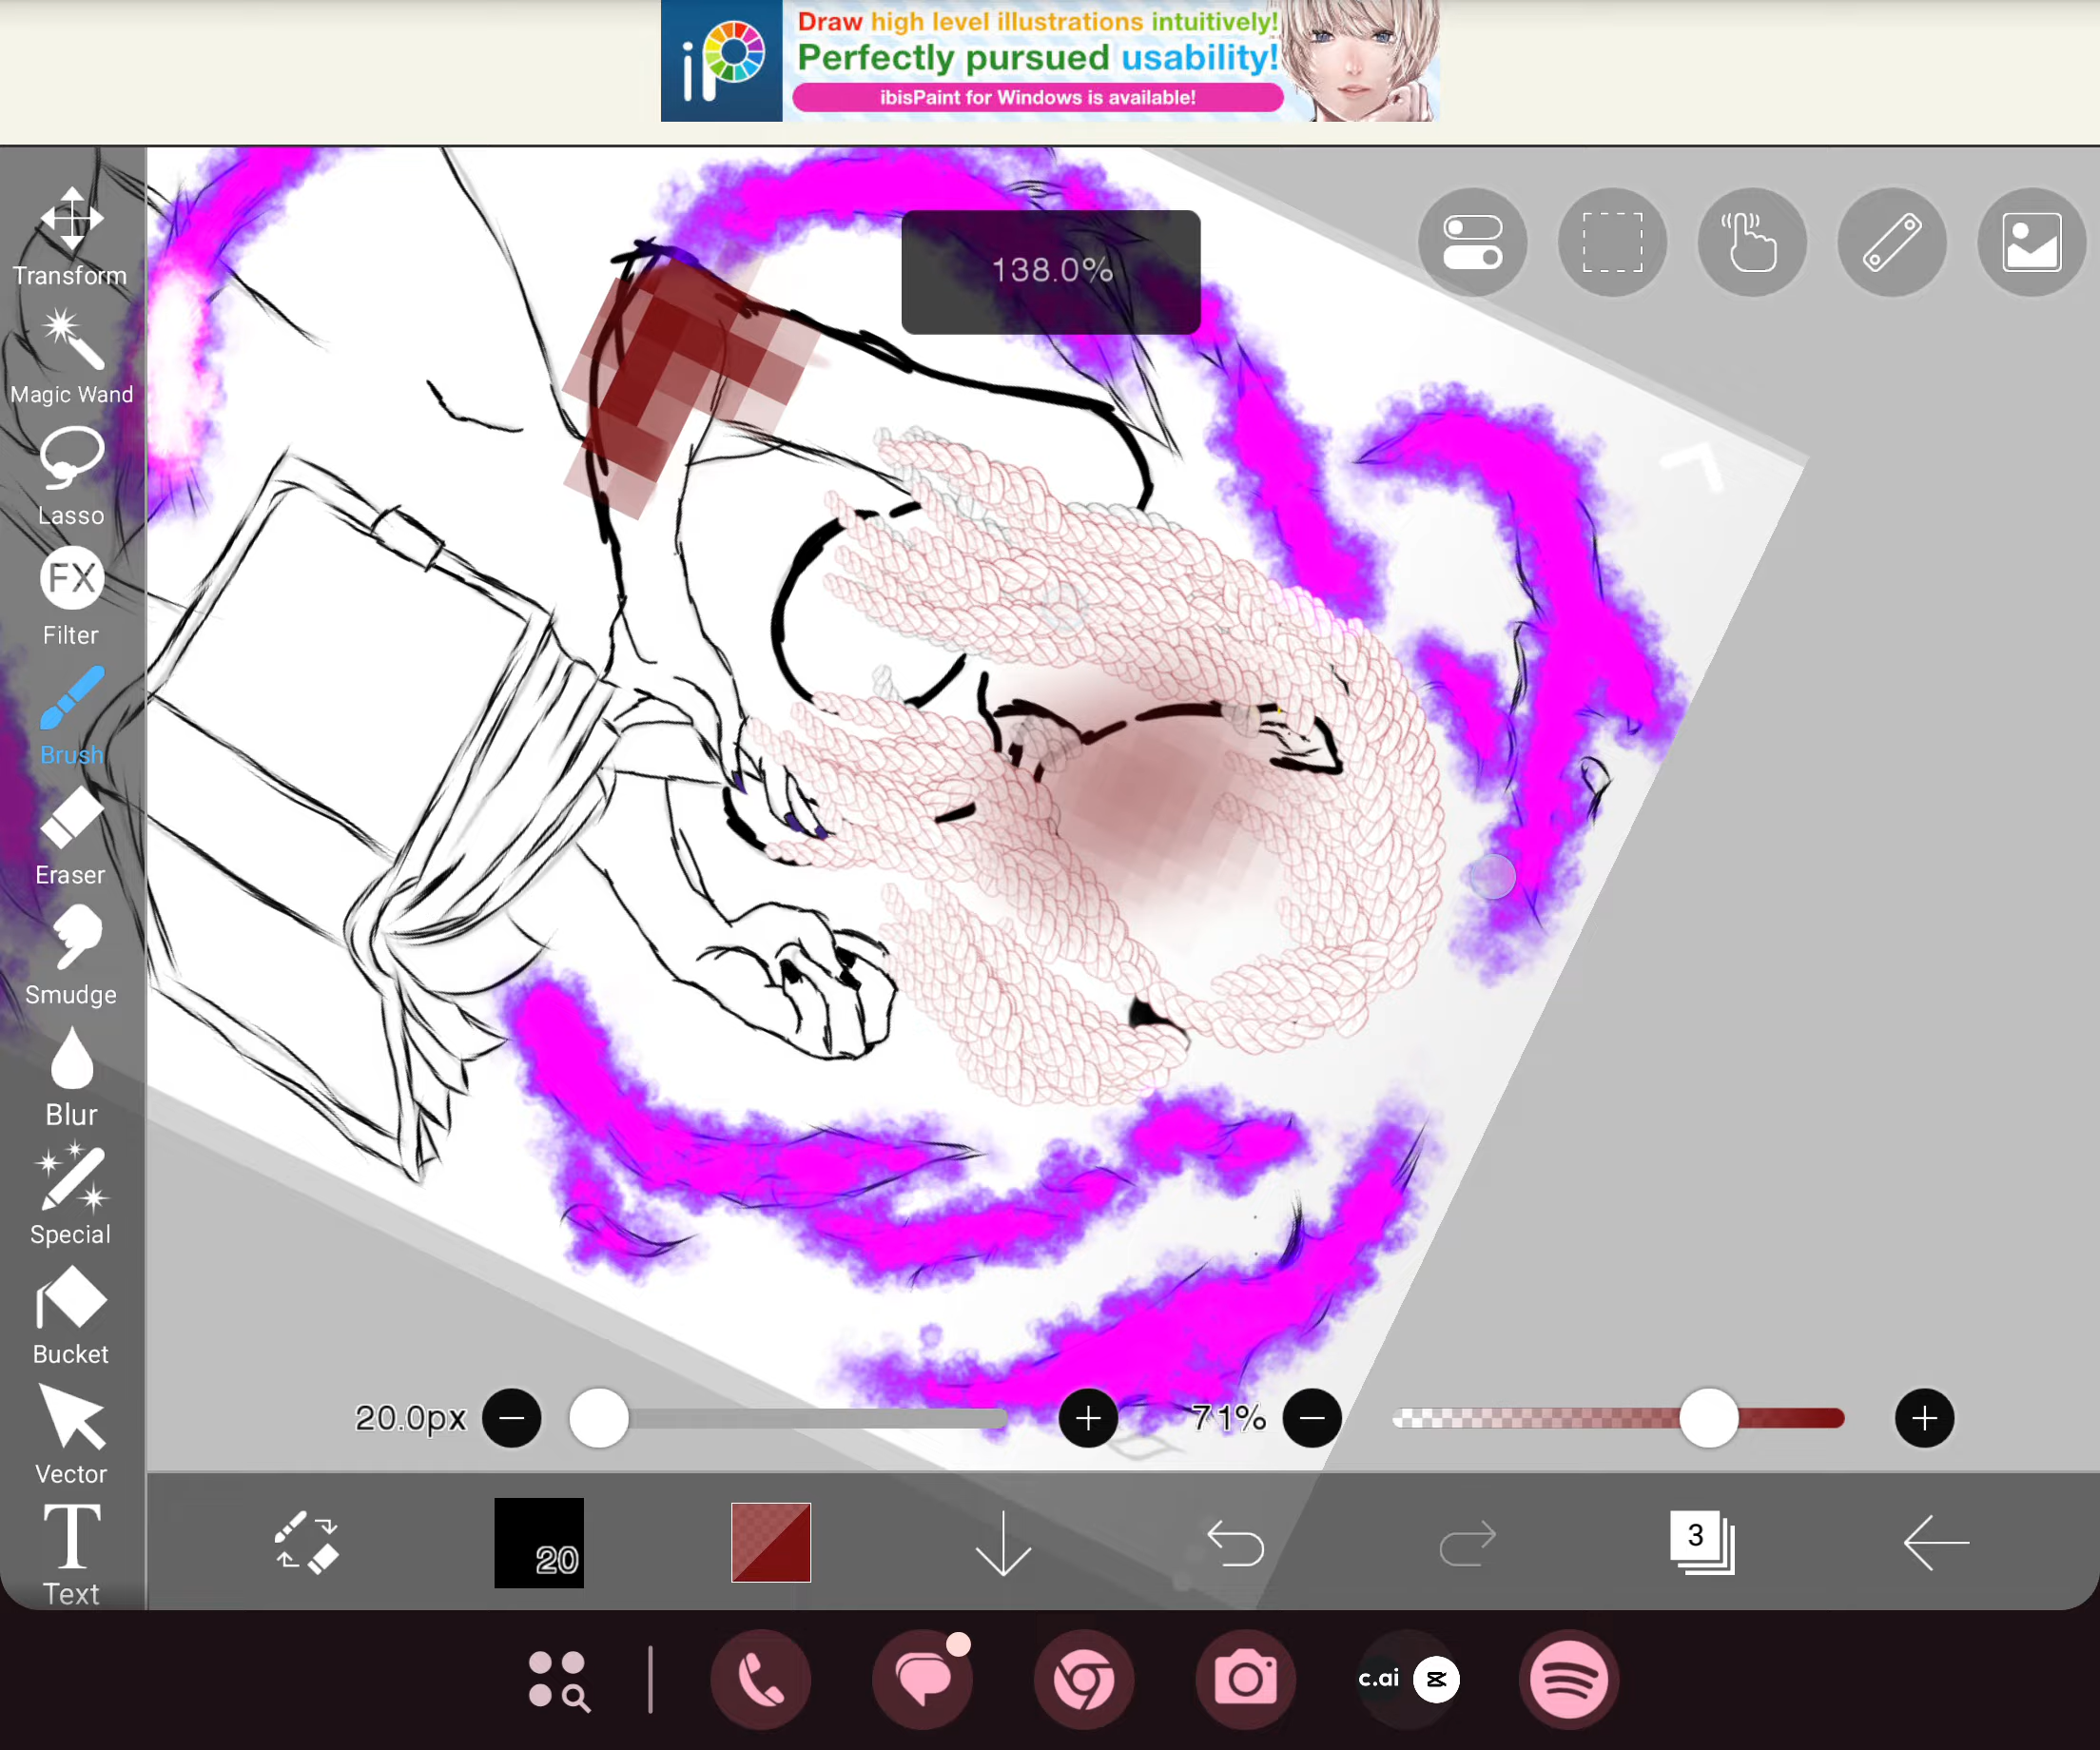 iP
Draw high level illustrations intuitively!
Perfectly pursued usability!
ibisPaint for Windows is available!
138.0%
Transform
Magic Wand
Lasso
FX
Filter
Brush
Eraser
Smudge
Blur
Special
Bucket
Vector
T
Text
20.0px
71%
20
3
c.ai